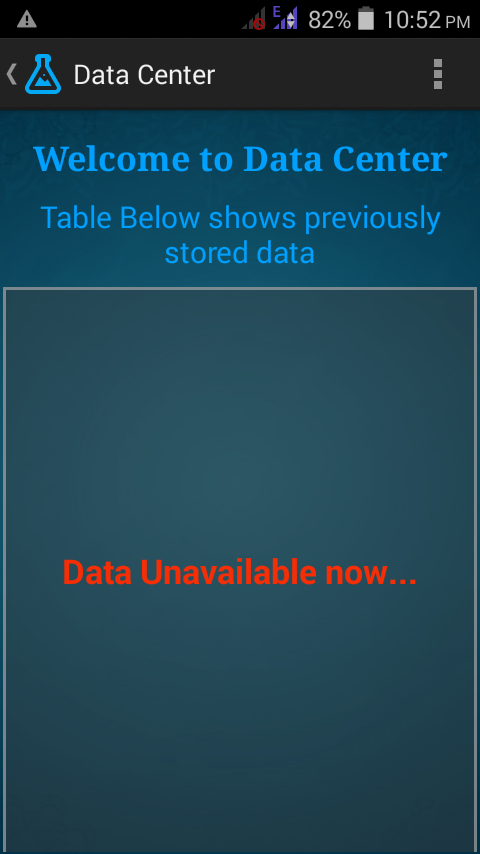 E 82% 10:52 PM
Data Center
Welcome to Data Center
Table Below shows previously
stored data
Data Unavailable now...